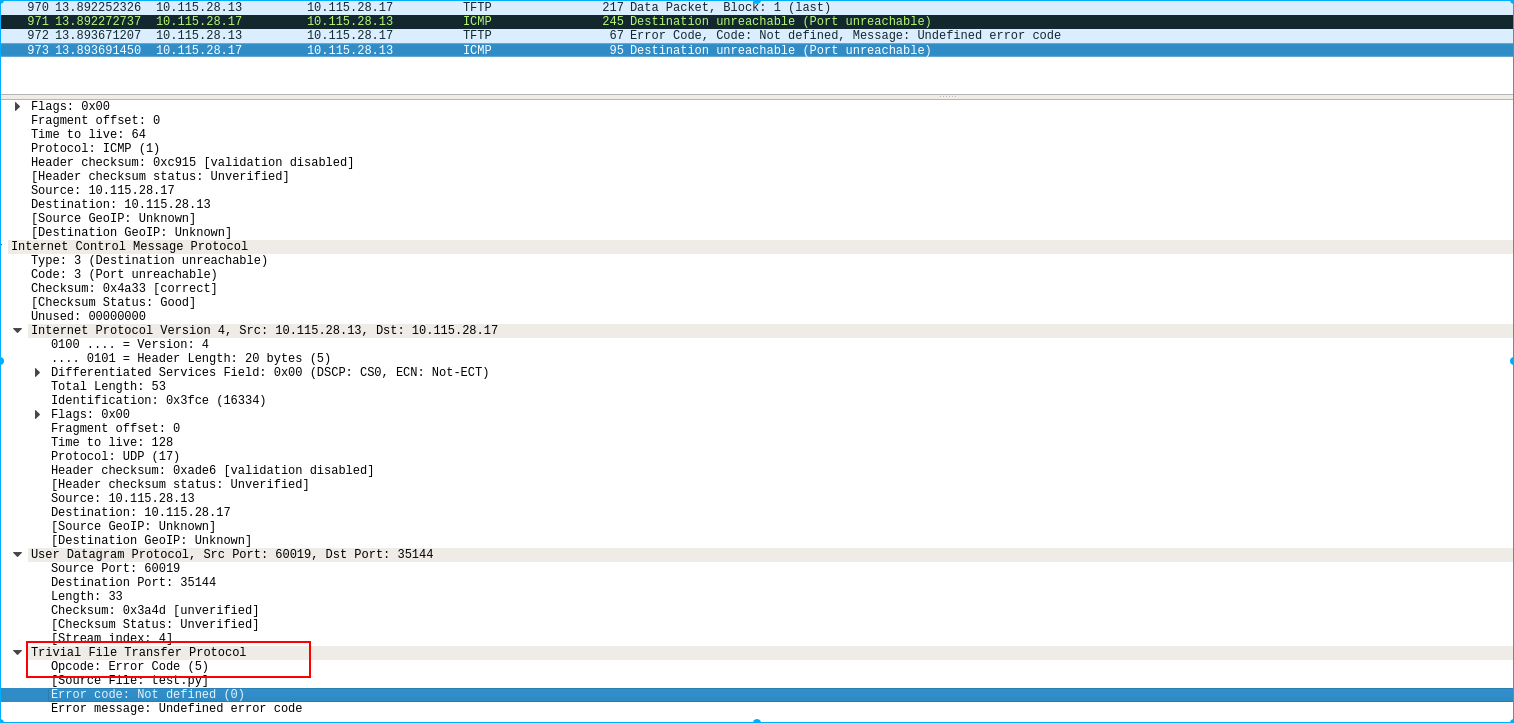 970 13.892252326 10.115.28.13 10.115.28.17 TFTP 217 Data Packet, Block: 1 (last)
971 13.892272737 10.115.28.17 10.115.28.13 ICMP 245 Destination unreachable (Port unreachable)
972 13.893671207 10.115.28.13 10.115.28.17 TFTP 67 Error Code, Code: Not defined, Message: Undefined error code
973 13.893691450 10.115.28.17 10.115.28.13 ICMP 95 Destination unreachable (Port unreachable)
Flags: 0x00
Fragment offset: 0
Time to live: 64
Protocol: ICMP (1)
Header checksum: 0xc915 [validation disabled]
[Header checksum status: Unverified]
Source: 10.115.28.17
Destination: 10.115.28.13
[Source GeoIP: Unknown]
[Destination GeoIP: Unknown]
Internet Control Message Protocol
Type: 3 (Destination unreachable)
Code: 3 (Port unreachable)
Checksum: 0x4a33 [correct]
[Checksum Status: Good]
Unused: 00000000
Internet Protocol Version 4, Src: 10.115.28.13, Dst: 10.115.28.17
0100 .... = Version: 4
.... 0101 = Header Length: 20 bytes (5)
Differentiated Services Field: 0x00 (DSCP: CS0, ECN: Not-ECT)
Total Length: 53
Identification: 0x3fce (16334)
Flags: 0x00
Fragment offset: 0
Time to live: 128
Protocol: UDP (17)
Header checksum: 0xade6 [validation disabled]
[Header checksum status: Unverified]
Source: 10.115.28.13
Destination: 10.115.28.17
[Source GeoIP: Unknown]
[Destination GeoIP: Unknown]
User Datagram Protocol, Src Port: 60019, Dst Port: 35144
Source Port: 60019
Destination Port: 35144
Length: 33
Checksum: 0x3a4d [unverified]
[Checksum Status: Unverified]
[Stream index: 4]
Trivial File Transfer Protocol
Opcode: Error Code (5)
[Source File: test.py]
Error code: Not defined (0)
Error message: Undefined error code